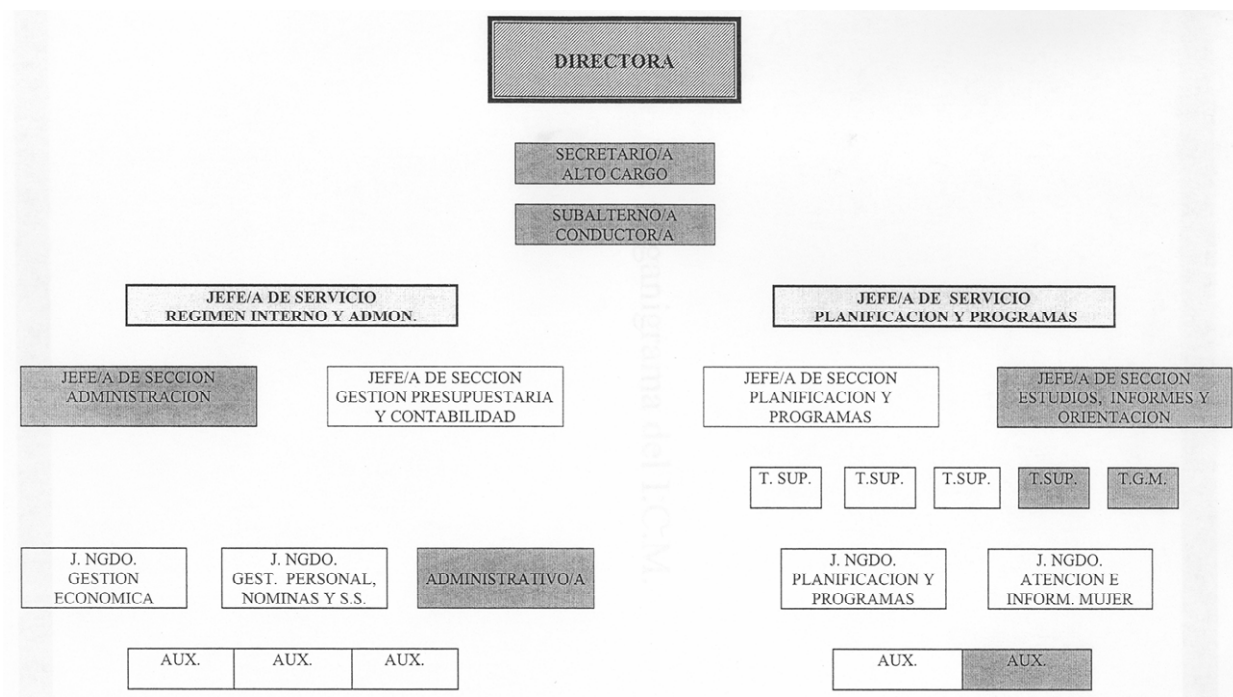 DIRECTORA
SECRETARIO/A
ALTO CARGO
SUBALTERNO/A
CONDUCTOR/A
JEFE/A DE SERVICIO
REGIMEN INTERNO Y ADMON.
JEFE/A DE SERVICIO
PLANIFICACION Y PROGRAMAS
JEFE/A DE SECCION
ADMINISTRACION
JEFE/A DE SECCION
GESTION PRESUPUESTARIA
Y CONTABILIDAD
JEFE/A DE SECCION
PLANIFICACION Y
PROGRAMAS
JEFE/A DE SECCION
ESTUDIOS, INFORMES Y
ORIENTACION
T. SUP.
T.SUP.
T.SUP.
T.SUP.
T.G.M.
J. NGDO.
GESTION
ECONOMICA
J. NGDO.
GEST. PERSONAL,
NOMINAS Y S.S.
ADMINISTRATIVO/A
J. NGDO.
PLANIFICACION Y
PROGRAMAS
J. NGDO.
ATENCION E
INFORM. MUJER
AUX.
AUX.
AUX.
AUX.
AUX.
ganigrama del I.C.M.